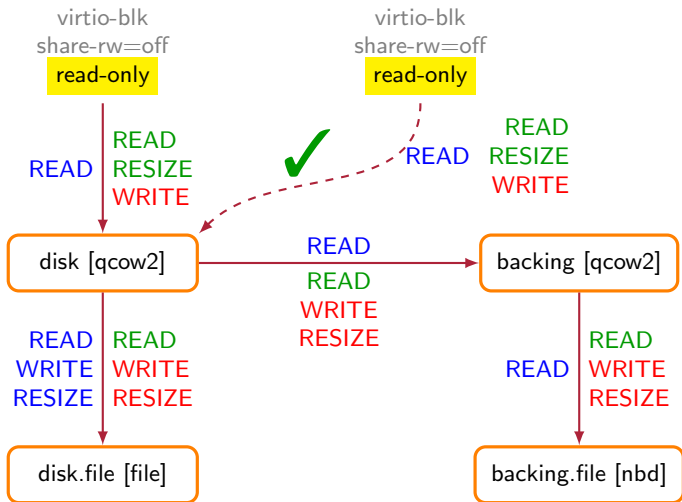 virtio-blk
share-rw=off
read-only
virtio-blk
share-rw=off
read-only
READ
READ
RESIZE
WRITE
READ
READ
RESIZE
WRITE
disk [qcow2]
READ
READ
WRITE
RESIZE
backing [qcow2]
READ
WRITE
RESIZE
READ
WRITE
RESIZE
READ
READ
WRITE
RESIZE
disk.file [file]
backing.file [nbd]